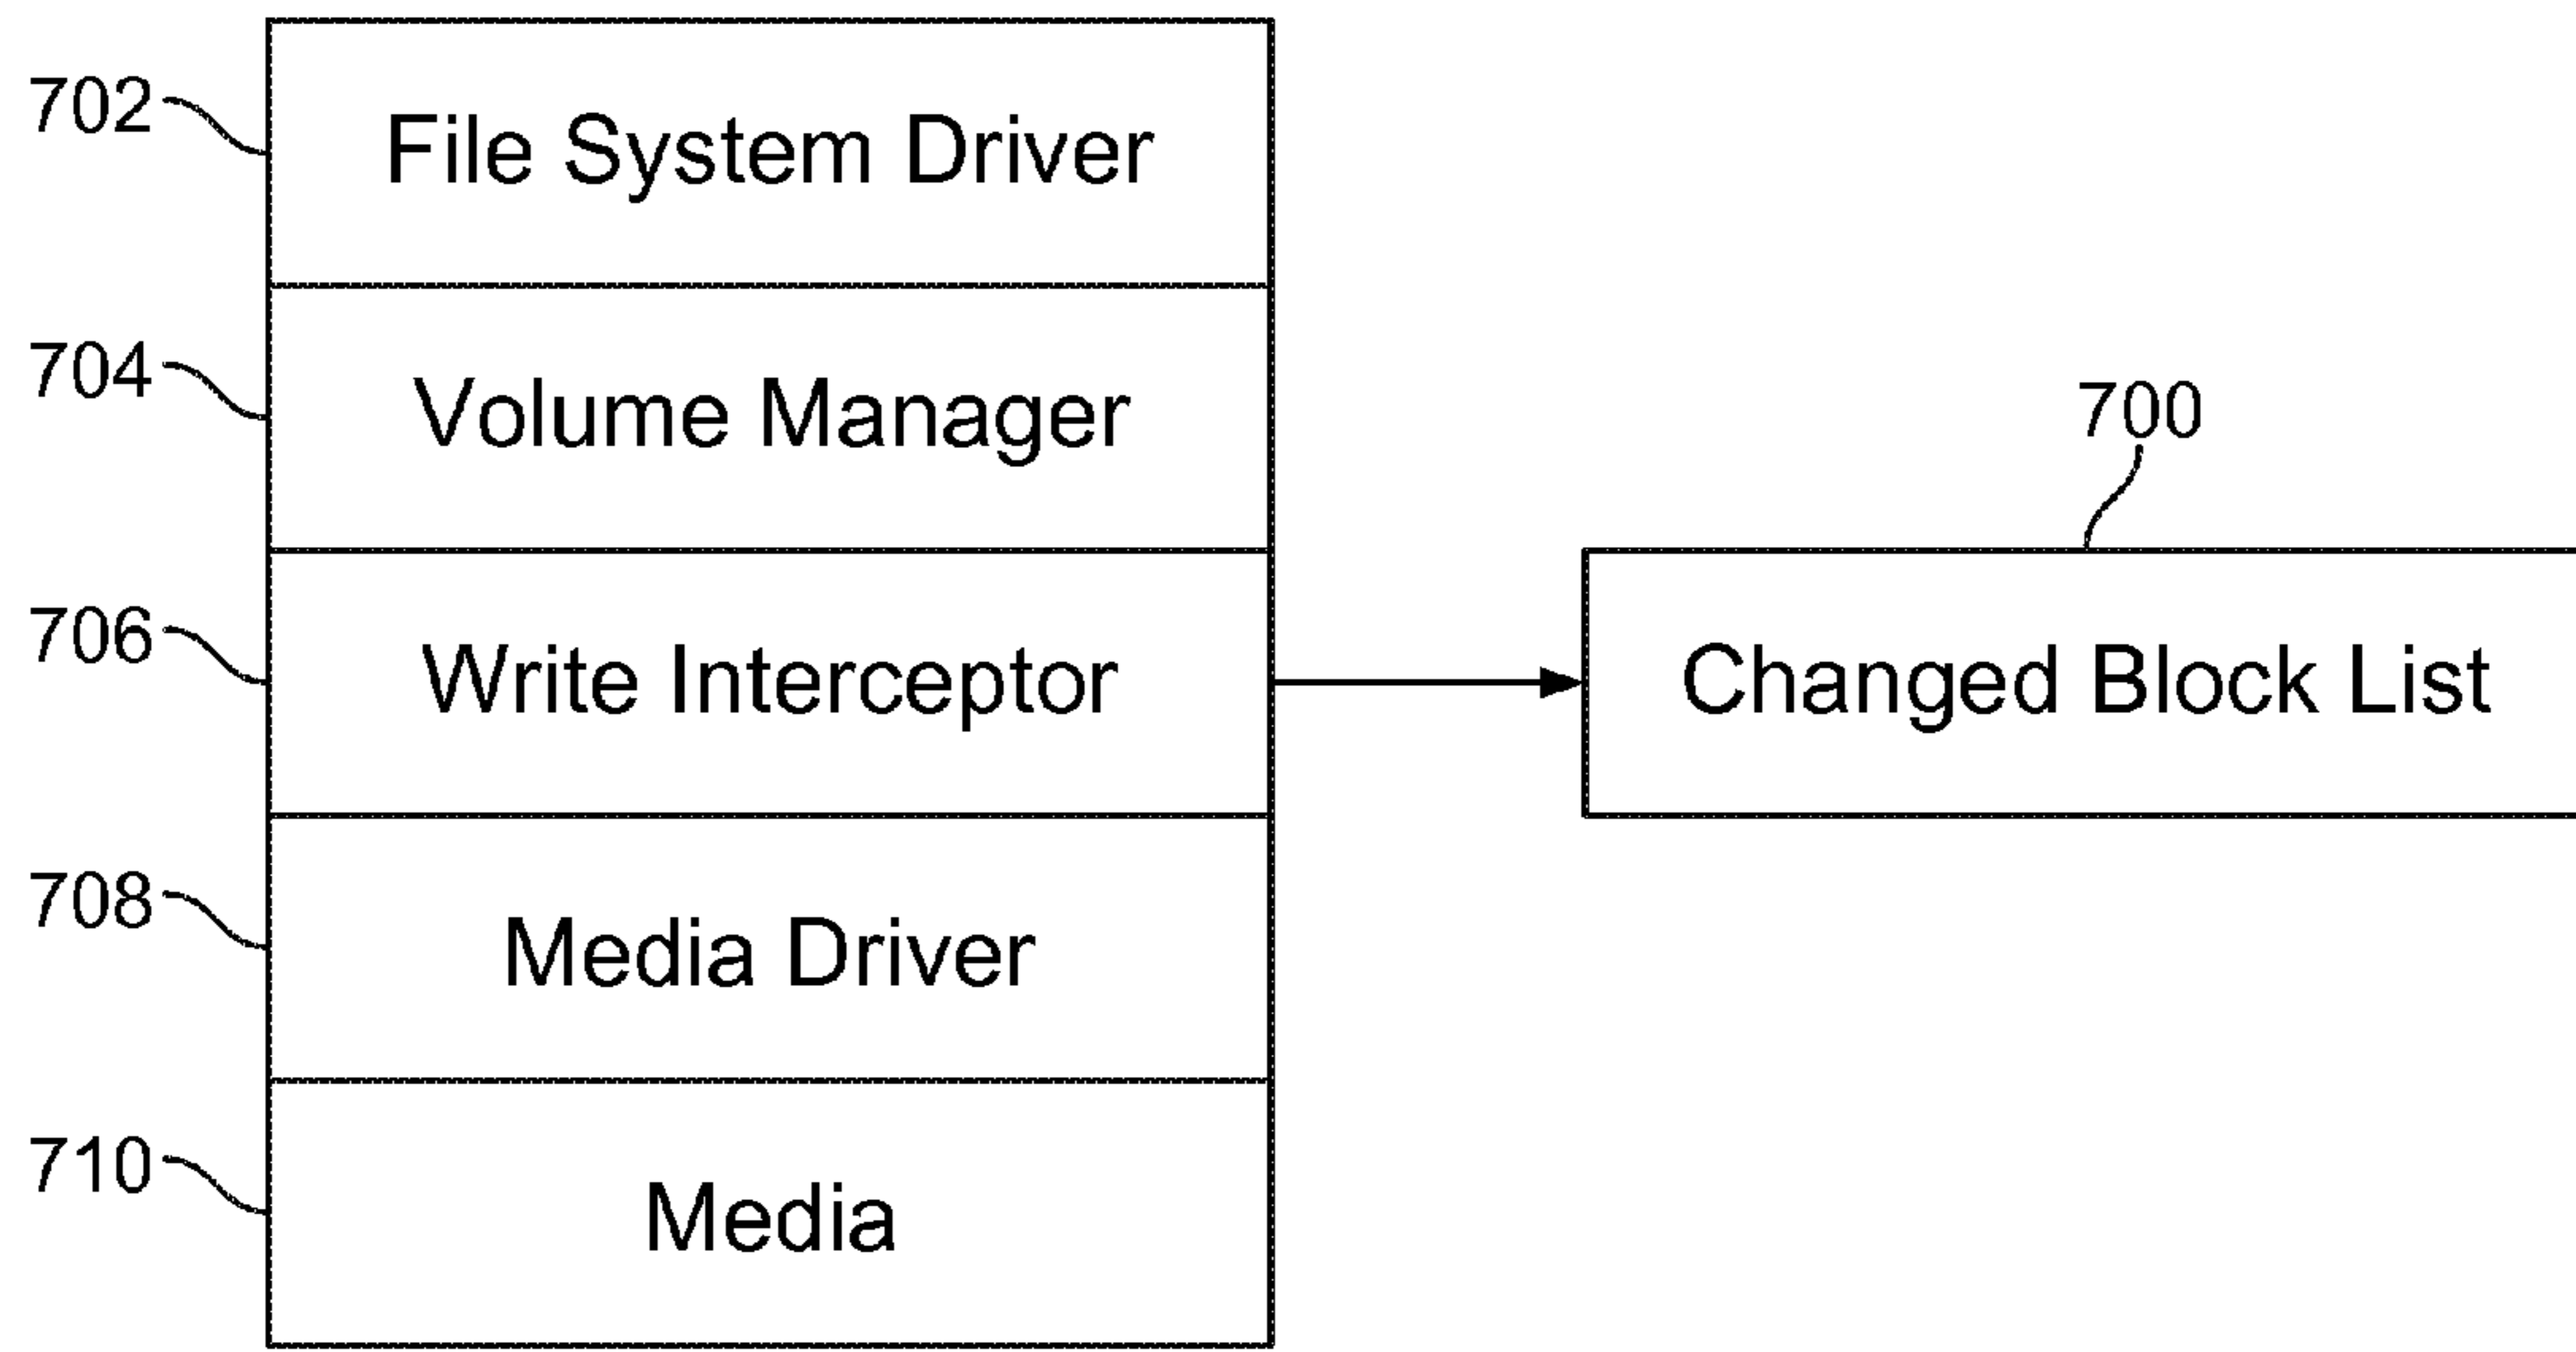 702
File System Driver
704
Volume Manager
700
706
Write Interceptor
Changed Block List
708
Media Driver
710
Media